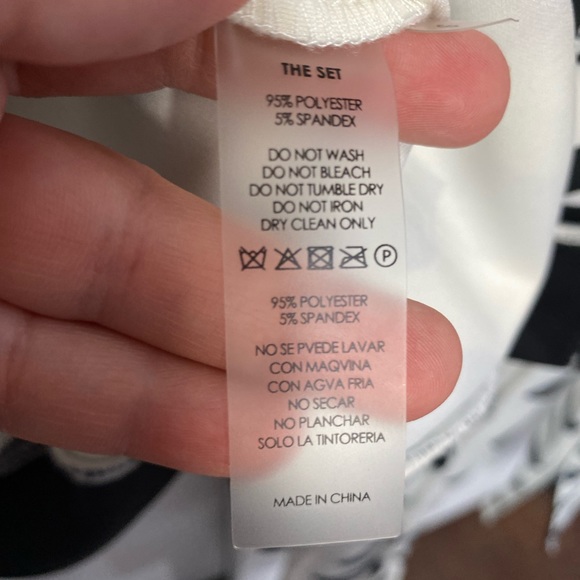 THE SET
95% POLYESTER
5% SPANDEX
DO NOT WASH
DO NOT BLEACH
DO NOT TUMBLE DRY
DO NOT IRON
DRY CLEAN ONLY
P
95% POLYESTER
5% SPANDEX
NO SE PVEDE LAVAR
CON MAQVINA
CON AGVA FRIA
NO SECAR
NO PLANCHAR
SOLO LA TINTORERIA
MADE IN CHINA